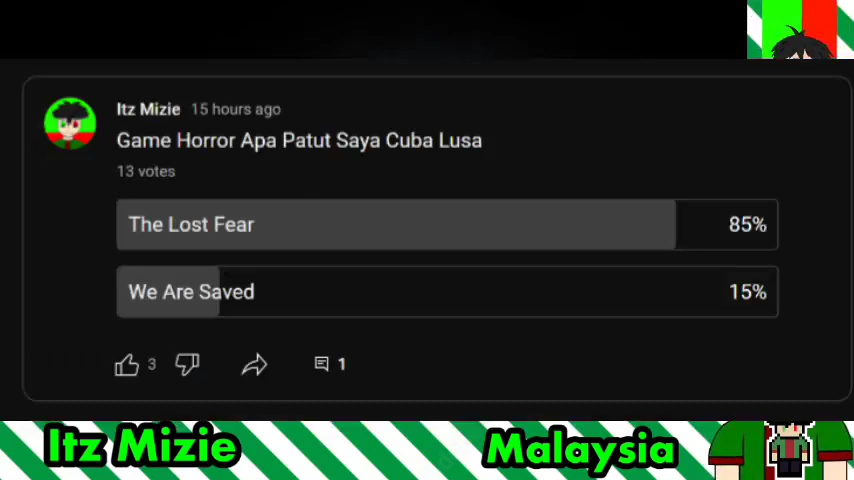 Itz Mizie 15 hours ago
Game Horror Apa Patut Saya Cuba Lusa
13 votes
The Lost Fear 85%
We Are Saved 15%
3 1
Itz Mizie Malaysia